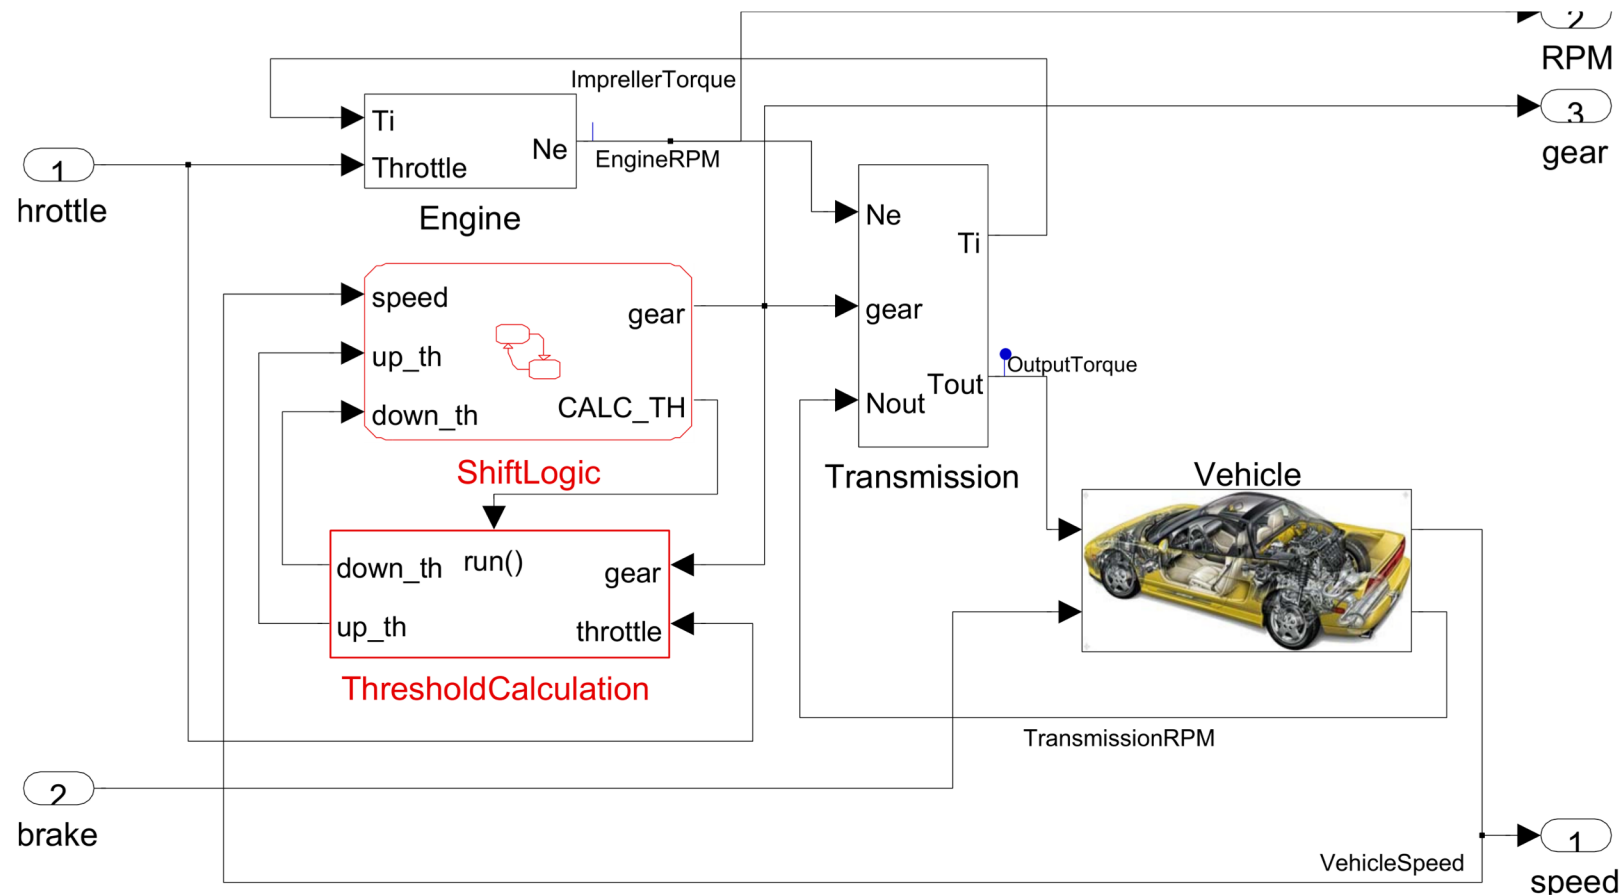 2
RPM
ImprellerTorque
Ti
Ne
Throttle
EngineRPM
Engine
3
gear
1
hrottle
Ne
Ti
gear
Nout
Tout
OutputTorque
Transmission
speed
up_th
down_th
gear
CALC_TH
ShiftLogic
Vehicle
down_th
run()
gear
up_th
throttle
ThresholdCalculation
TransmissionRPM
2
brake
VehicleSpeed
1
speed